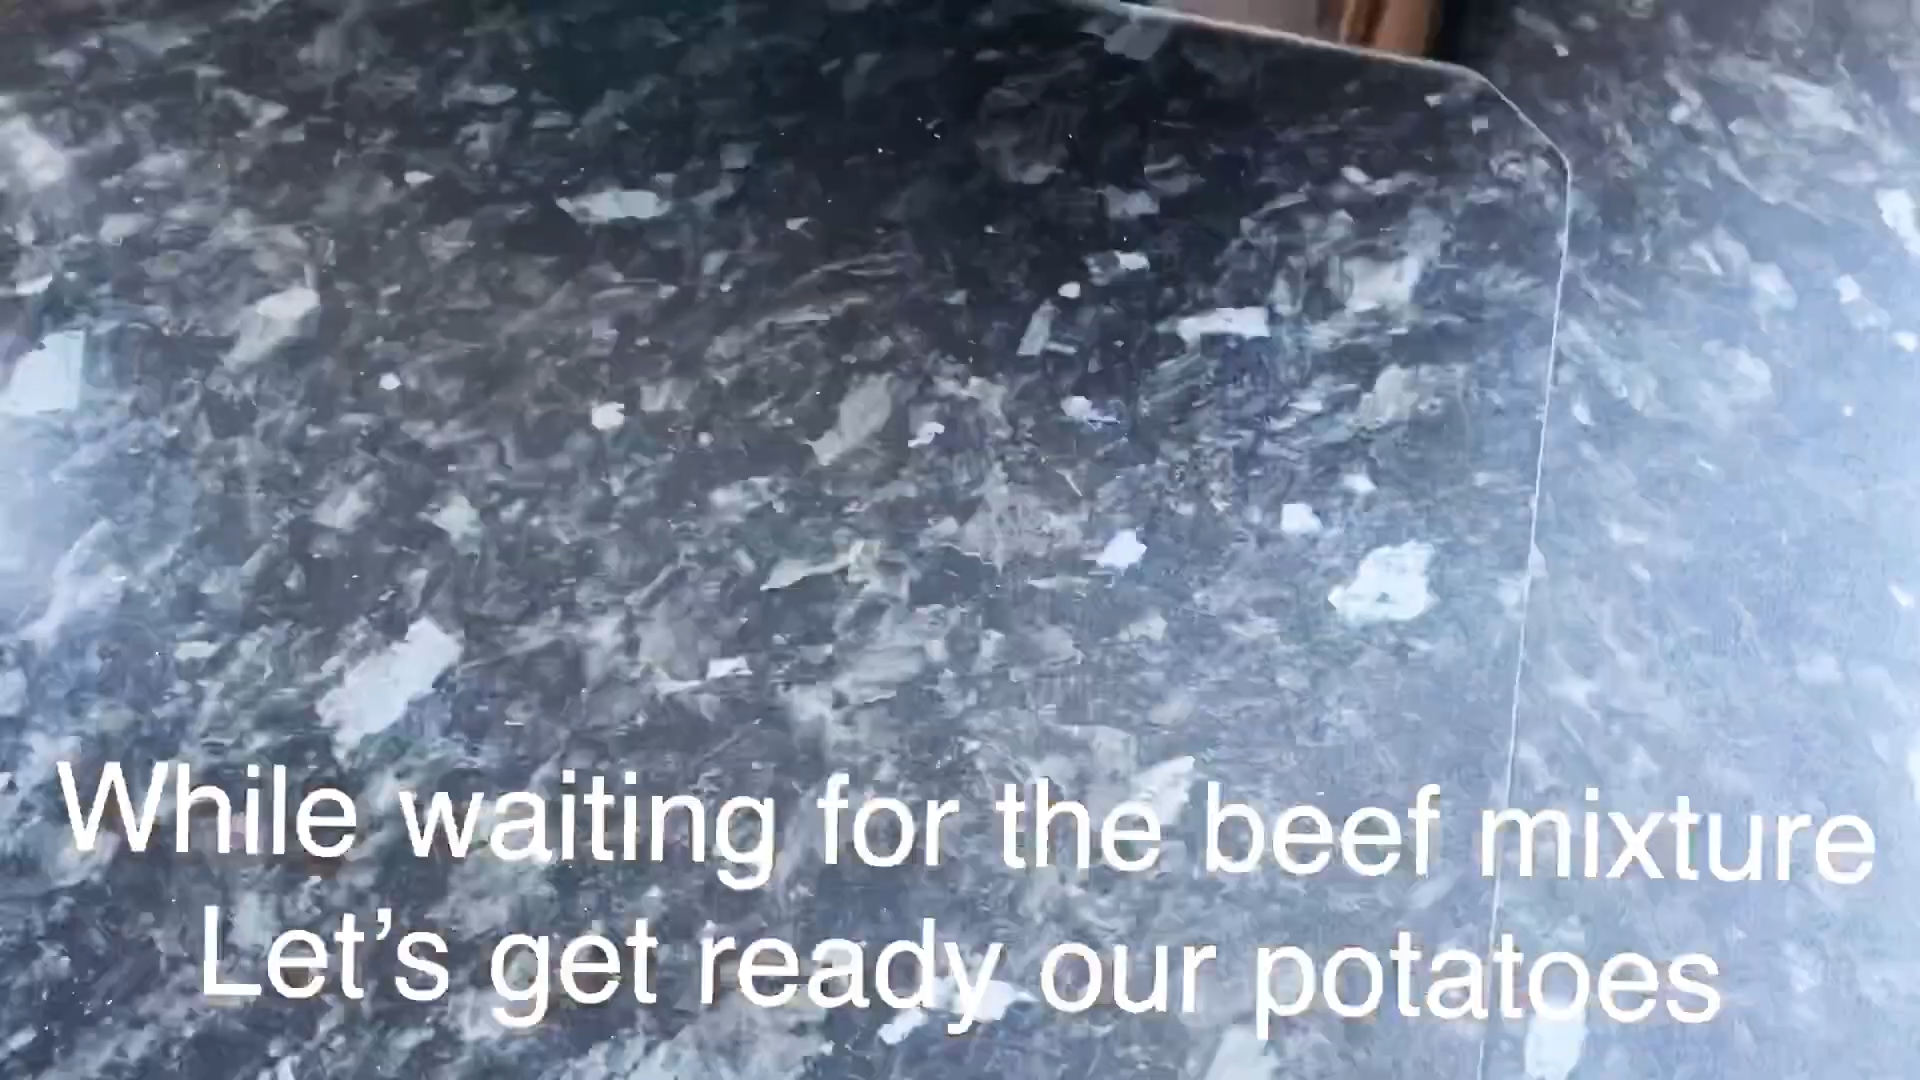 While waiting for the beef mixture
Let’s get ready our potatoes